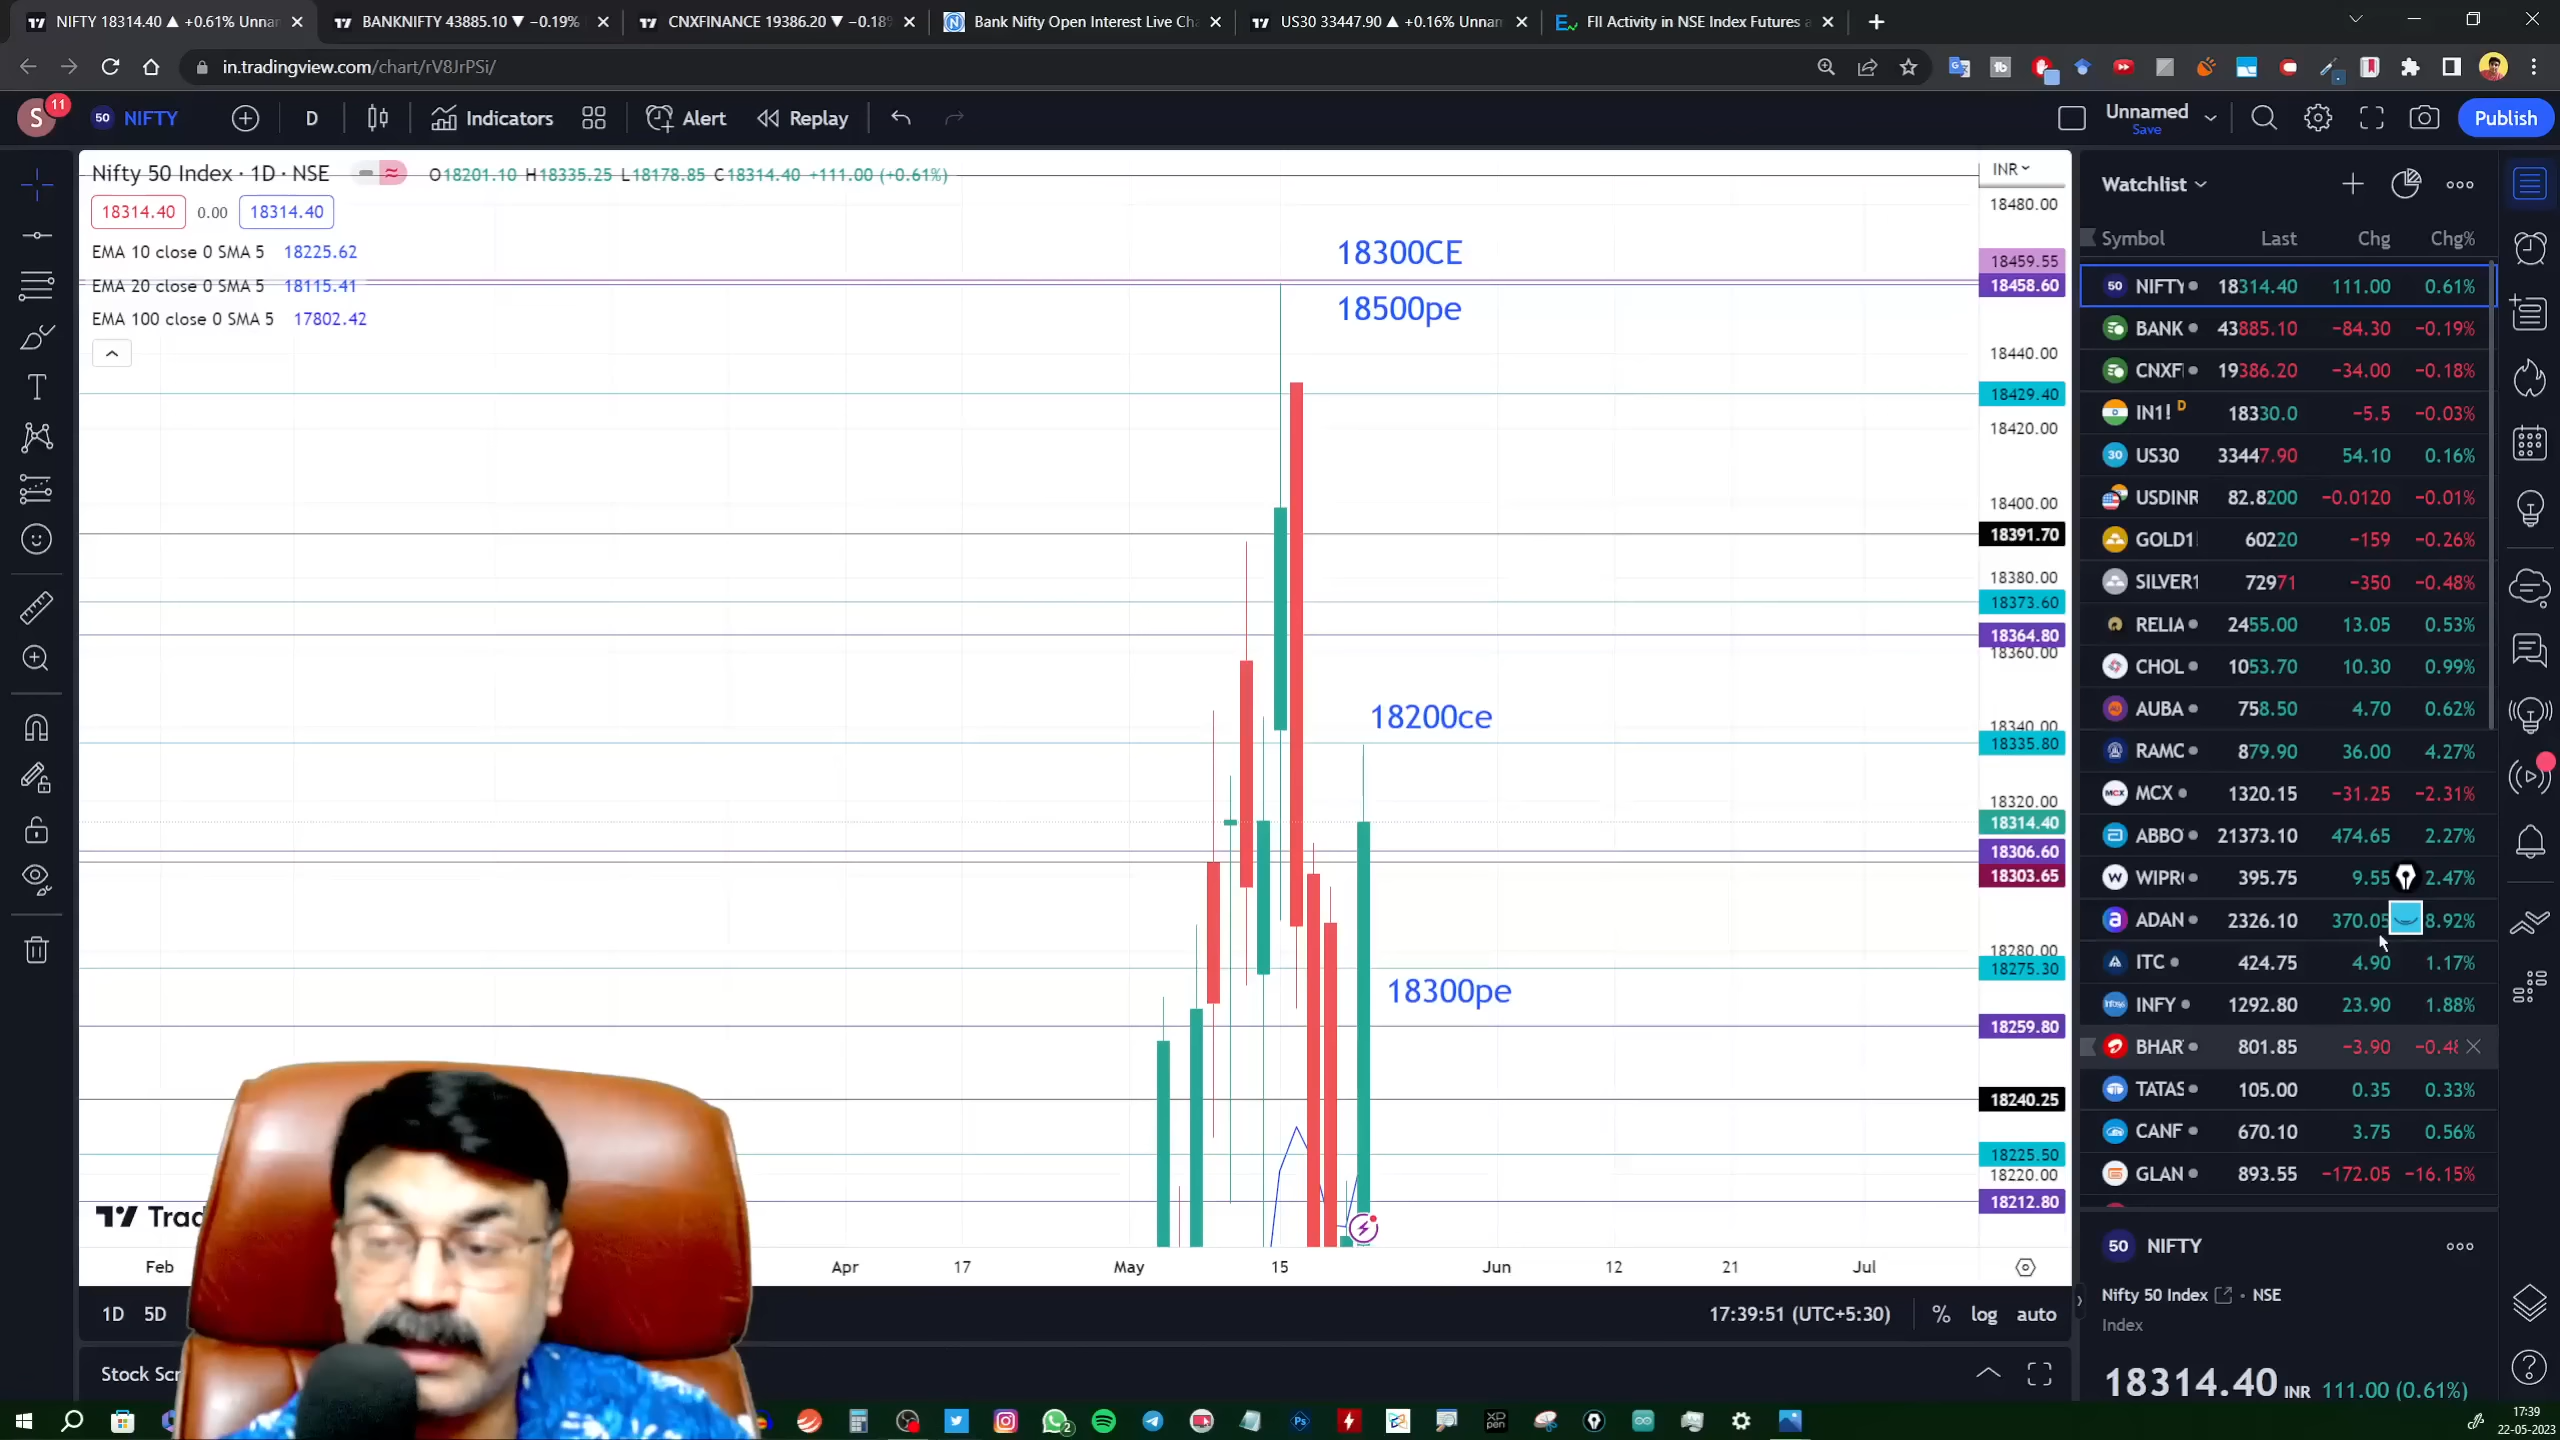 NIFTY 18314.40 ▲ +0.61% Unnar
BANKNIFTY 43885.10 ▼ −0.19%
CNXFINANCE 19386.20 ▼ −0.18%
Bank Nifty Open Interest Live Ch
US30 33447.90 ▲ +0.16% Unnam
FII Activity in NSE Index Futures a
in.tradingview.com/chart/rV8JrPSi/
S 11
50 NIFTY
D
Indicators
Alert
Replay
Unnamed
Save
Publish
Nifty 50 Index · 1D · NSE
O18201.10 H18335.25 L18178.85 C18314.40 +111.00 (+0.61%)
18314.40 0.00 18314.40
EMA 10 close 0 SMA 5 18225.62
EMA 20 close 0 SMA 5 18115.41
EMA 100 close 0 SMA 5 17802.42
18300CE
18500pe
18200ce
18300pe
INR
18480.00
18459.55
18458.60
18440.00
18429.40
18420.00
18400.00
18391.70
18380.00
18373.60
18364.80
18360.00
18340.00
18335.80
18320.00
18314.40
18306.60
18303.65
18280.00
18275.30
18259.80
18240.25
18225.50
18220.00
18212.80
Trad
Feb Apr 17 May 15 Jun 12 21 Jul
1D 5D
17:39:51 (UTC+5:30) % log auto
Stock Scr
Watchlist
Symbol Last Chg Chg%
50 NIFTY 18314.40 111.00 0.61%
BANK 43885.10 −84.30 −0.19%
CNXF 19386.20 −34.00 −0.18%
IN1! D 18330.0 −5.5 −0.03%
30 US30 33447.90 54.10 0.16%
USDINR 82.8200 −0.0120 −0.01%
GOLD1 60220 −159 −0.26%
SILVER1 72971 −350 −0.48%
RELIA 2455.00 13.05 0.53%
CHOL 1053.70 10.30 0.99%
AUBA 758.50 4.70 0.62%
RAMC 879.90 36.00 4.27%
MCX 1320.15 −31.25 −2.31%
ABBO 21373.10 474.65 2.27%
WIPR 395.75 9.55 2.47%
ADAN 2326.10 370.05 8.92%
ITC 424.75 4.90 1.17%
INFY 1292.80 23.90 1.88%
BHAR 801.85 −3.90 −0.48
TATAS 105.00 0.35 0.33%
CANF 670.10 3.75 0.56%
GLAN 893.55 −172.05 −16.15%
50 NIFTY
Nifty 50 Index · NSE
Index
18314.40 INR 111.00 (0.61%)
17:39
22-05-2023